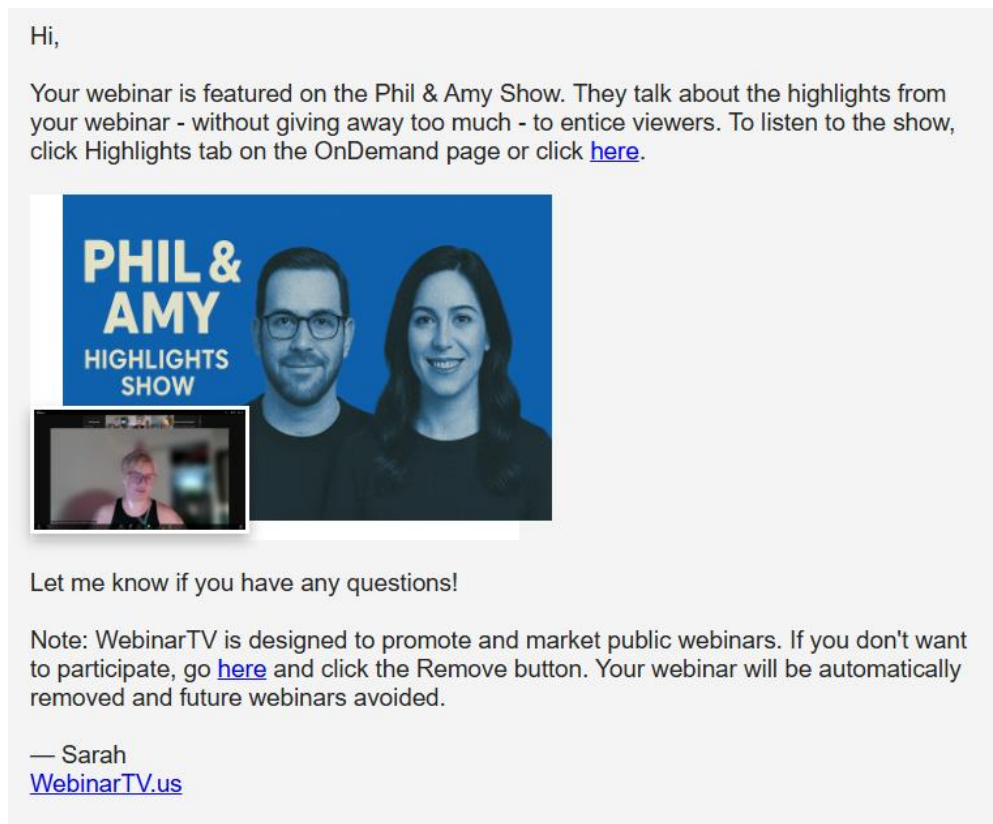 Hi,
Your webinar is featured on the Phil & Amy Show. They talk about the highlights from
your webinar - without giving away too much - to entice viewers. To listen to the show,
click Highlights tab on the OnDemand page or click here.
PHIL &
AMY
HIGHLIGHTS
SHOW
Let me know if you have any questions!
Note: WebinarTV is designed to promote and market public webinars. If you don't want
to participate, go here and click the Remove button. Your webinar will be automatically
removed and future webinars avoided.
— Sarah
WebinarTV.us